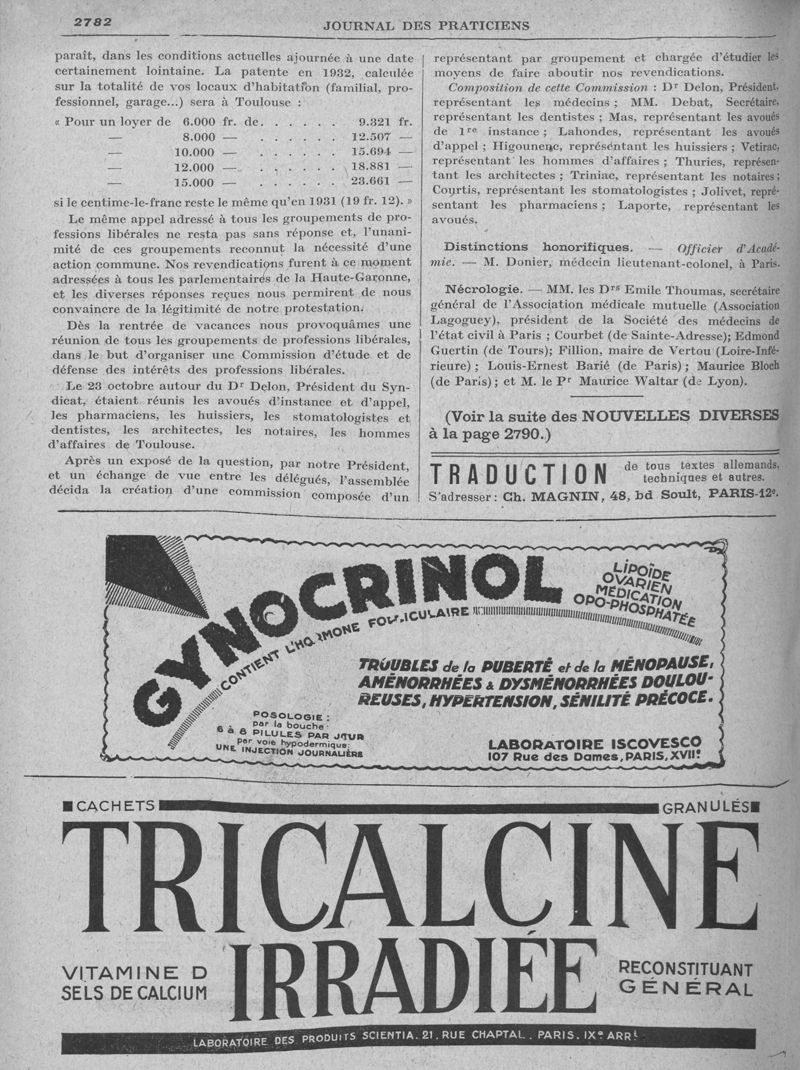 2782
JOURNAL DES PRATICIENS
paraît, dans les conditions actuelles ajournée à une date
certainement lointaine. La patente en 1932, calculée
sur la totalité de vos locaux d'habitation (familial, pro-
fessionnel, garage...) sera à Toulouse :
« Pour un loyer de 6.000 fr. de. . . . . . 9.321 fr.
— 8.000 — . . . . . . 12.507 —
— 10.000 — . . . . . . 15.694 —
— 12.000 — . . . . . . 18.881 —
— 15.000 — . . . . . . 23.661 —
si le centime-le-franc reste le même qu'en 1931 (19 fr. 12). »
Le même appel adressé à tous les groupements de pro-
fessions libérales ne resta pas sans réponse et, l'unani-
mité de ces groupements reconnut la nécessité d'une
action commune. Nos revendications furent à ce moment
adressées à tous les parlementaires de la Haute-Garonne,
et les diverses réponses reçues nous permirent de nous
convaincre de la légitimité de notre protestation.
Dès la rentrée de vacances nous provoquâmes une
réunion de tous les groupements de professions libérales,
dans le but d'organiser une Commission d'étude et de
défense des intérêts des professions libérales.
Le 23 octobre autour du Dr Delon, Président du Syn-
dicat, étaient réunis les avoués d'instance et d'appel,
les pharmaciens, les huissiers, les stomatologistes et
dentistes, les architectes, les notaires, les hommes
d'affaires de Toulouse.
Après un exposé de la question, par notre Président,
et un échange de vue entre les délégués, l'assemblée
décida la création d'une commission composée d'un
représentant par groupement et chargée d'étudier les
moyens de faire aboutir nos revendications.
Composition de cette Commission : Dr Delon, Président,
représentant les médecins ; MM. Debat, Secrétaire,
représentant les dentistes ; Mas, représentant les avoués
de 1re instance ; Lahondes, représentant les avoués
d'appel ; Higounenc, représentant les huissiers ; Vetirac,
représentant les hommes d'affaires ; Thuries, représen-
tant les architectes ; Triniac, représentant les notaires ;
Courtis, représentant les stomatologistes ; Jolivet, repré-
sentant les pharmaciens ; Laporte, représentant les
avoués.
Distinctions honorifiques. — Officier d'Acadé-
mie. — M. Donier, médecin lieutenant-colonel, à Paris.
Nécrologie. — MM. les Drs Emile Thoumas, secrétaire
général de l'Association médicale mutuelle (Association
Lagoguey), président de la Société des médecins de
l'état civil à Paris ; Courbet (de Sainte-Adresse); Edmond
Guertin (de Tours); Fillion, maire de Vertou (Loire-Infé-
rieure) ; Louis-Ernest Barié (de Paris) ; Maurice Bloch
(de Paris) ; et M. le Pr Maurice Waltar (de Lyon).
(Voir la suite des NOUVELLES DIVERSES
à la page 2790.)
TRADUCTION
de tous textes allemands,
techniques et autres.
S'adresser : Ch. MAGNIN, 48, bd Soult, PARIS-12e.
GYNOCRINOL
CONTIENT L'HORMONE FOLLICULAIRE
LIPOÏDE
OVARIEN
MÉDICATION
OPO-PHOSPHATÉE
TROUBLES de la PUBERTÉ et de la MÉNOPAUSE,
AMÉNORRHÉES & DYSMÉNORRHÉES DOULOU-
REUSES, HYPERTENSION, SÉNILITÉ PRÉCOCE.
POSOLOGIE :
par la bouche :
6 à 8 PILULES PAR JOUR
par voie hypodermique:
UNE INJECTION JOURNALIÈRE
LABORATOIRE ISCOVESCO
107 Rue des Dames, PARIS, XVIIe
CACHETS
GRANULÉS
TRICALCINE
IRRADIÉE
VITAMINE D
SELS DE CALCIUM
RECONSTITUANT
GÉNÉRAL
LABORATOIRE DES PRODUITS SCIENTIA. 21. RUE CHAPTAL. PARIS. IXe ARRt